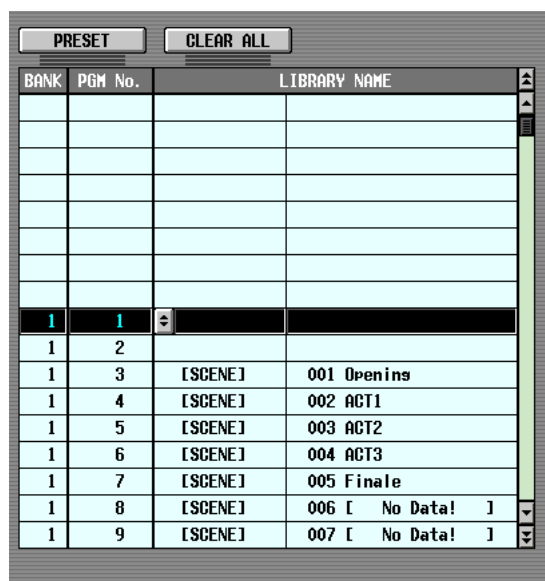 PRESET CLEAR ALL
BANK PGM No. LIBRARY NAME
1 1
1 2
1 3 [SCENE] 001 Opening
1 4 [SCENE] 002 ACT1
1 5 [SCENE] 003 ACT2
1 6 [SCENE] 004 ACT3
1 7 [SCENE] 005 Finale
1 8 [SCENE] 006 [ No Data! ]
1 9 [SCENE] 007 [ No Data! ]